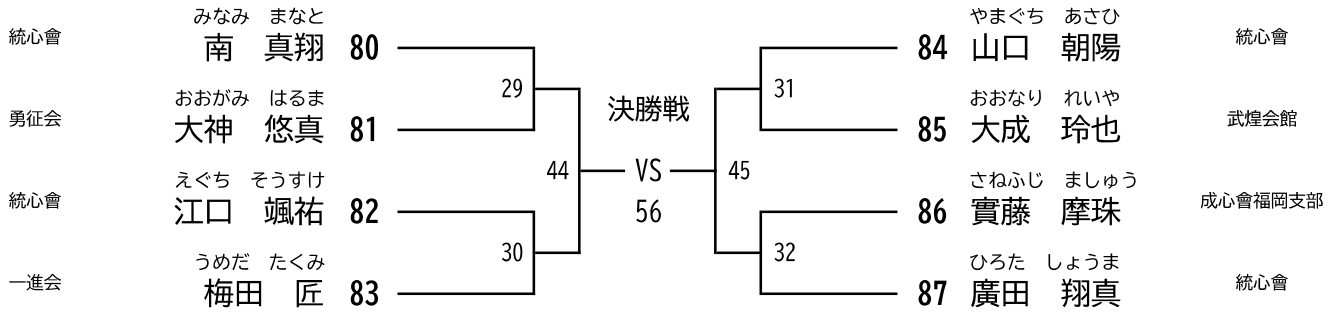 みなみ　まなと
統心會　南　真翔　80
29
おおがみ　はるま
勇征会　大神　悠真　81
44
えぐち　そうすけ
統心會　江口　颯祐　82
30
うめだ　たくみ
一進会　梅田　匠　83
決勝戦
VS
56
やまぐち　あさひ
84　山口　朝陽　統心會
31
おおなり　れいや
85　大成　玲也　武煌会館
45
さねふじ　ましゅう
86　實藤　摩珠　成心會福岡支部
32
ひろた　しょうま
87　廣田　翔真　統心會